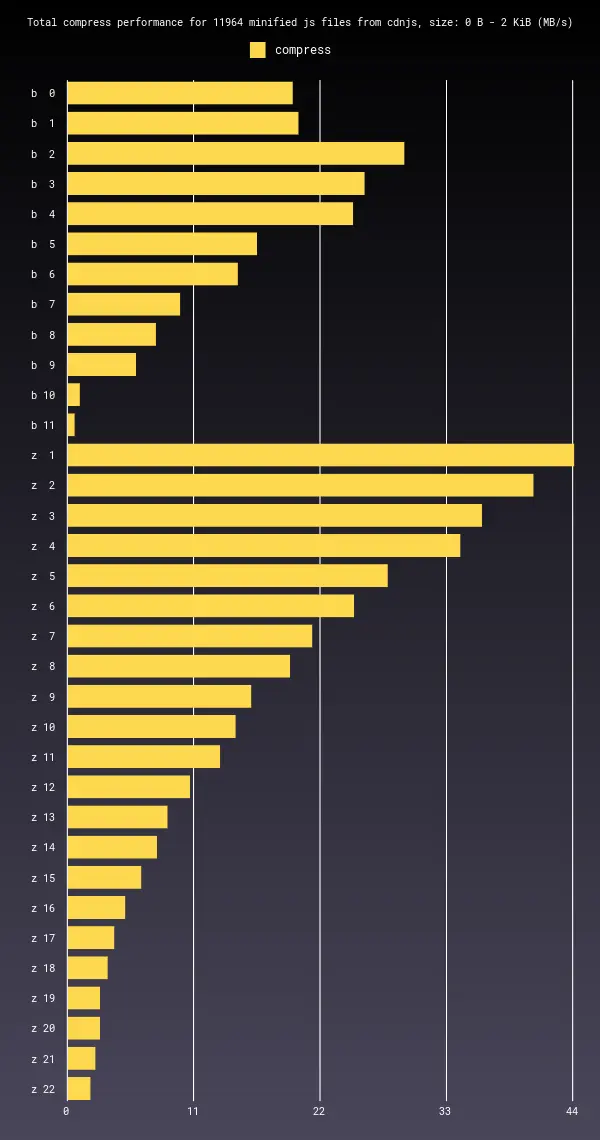 Total compress performance for 11964 minified js files from cdnjs, size: 0 B - 2 KiB (MB/s)
compress
b 0
b 1
b 2
b 3
b 4
b 5
b 6
b 7
b 8
b 9
b 10
b 11
z 1
z 2
z 3
z 4
z 5
z 6
z 7
z 8
z 9
z 10
z 11
z 12
z 13
z 14
z 15
z 16
z 17
z 18
z 19
z 20
z 21
z 22
0 11 22 33 44